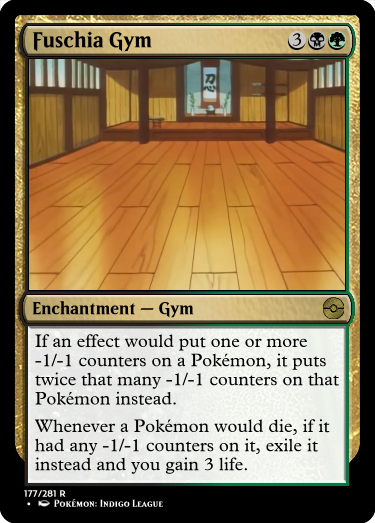 Fuschia Gym 3
忍
Enchantment — Gym
If an effect would put one or more
-1/-1 counters on a Pokémon, it puts
twice that many -1/-1 counters on that
Pokémon instead.
Whenever a Pokémon would die, if it
had any -1/-1 counters on it, exile it
instead and you gain 3 life.
177/281 R
• Pokémon: Indigo League